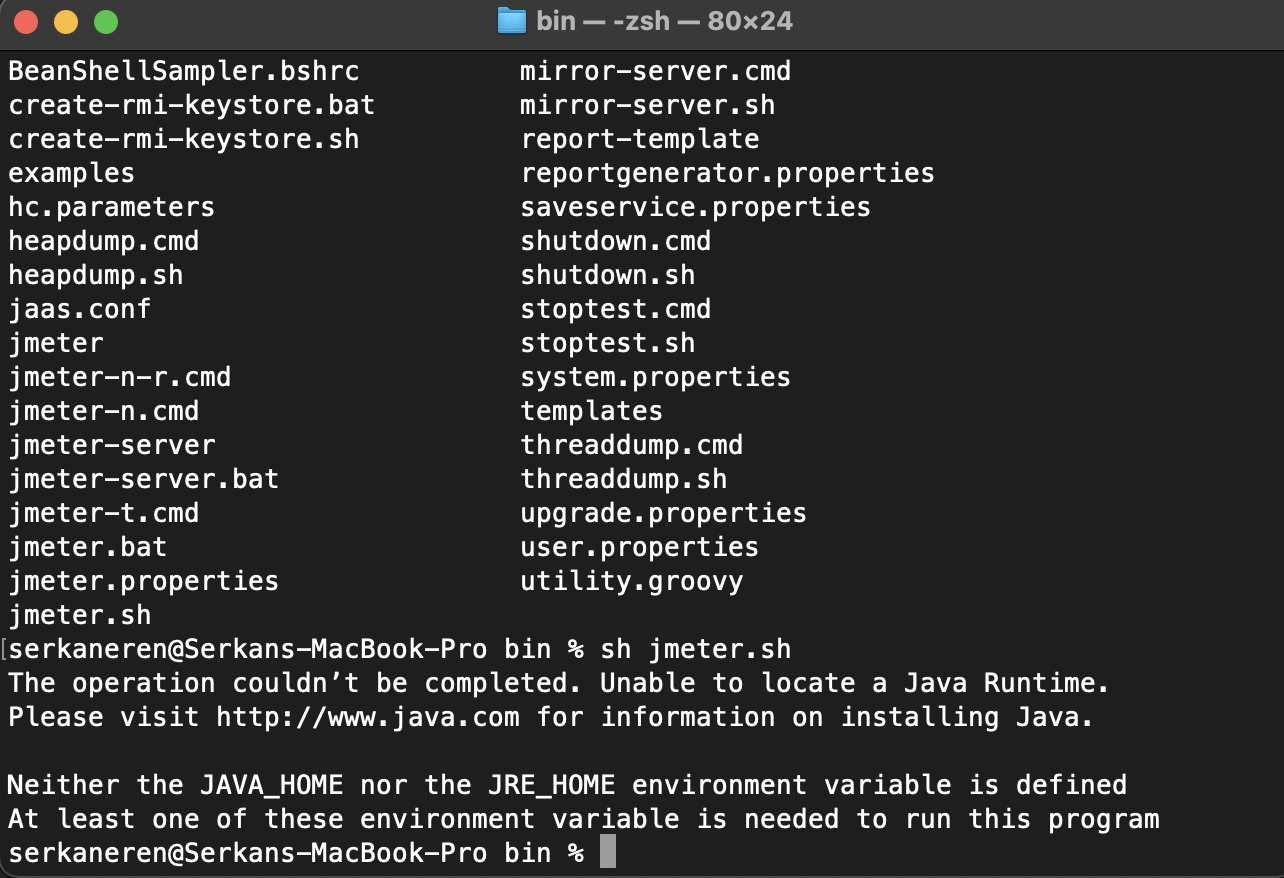 bin — -zsh — 80×24
BeanShellSampler.bshrc mirror-server.cmd
create-rmi-keystore.bat mirror-server.sh
create-rmi-keystore.sh report-template
examples reportgenerator.properties
hc.parameters saveservice.properties
heapdump.cmd shutdown.cmd
heapdump.sh shutdown.sh
jaas.conf stoptest.cmd
jmeter stoptest.sh
jmeter-n-r.cmd system.properties
jmeter-n.cmd templates
jmeter-server threaddump.cmd
jmeter-server.bat threaddump.sh
jmeter-t.cmd upgrade.properties
jmeter.bat user.properties
jmeter.properties utility.groovy
jmeter.sh
[serkaneren@Serkans-MacBook-Pro bin % sh jmeter.sh
The operation couldn’t be completed. Unable to locate a Java Runtime.
Please visit http://www.java.com for information on installing Java.
Neither the JAVA_HOME nor the JRE_HOME environment variable is defined
At least one of these environment variable is needed to run this program
serkaneren@Serkans-MacBook-Pro bin %